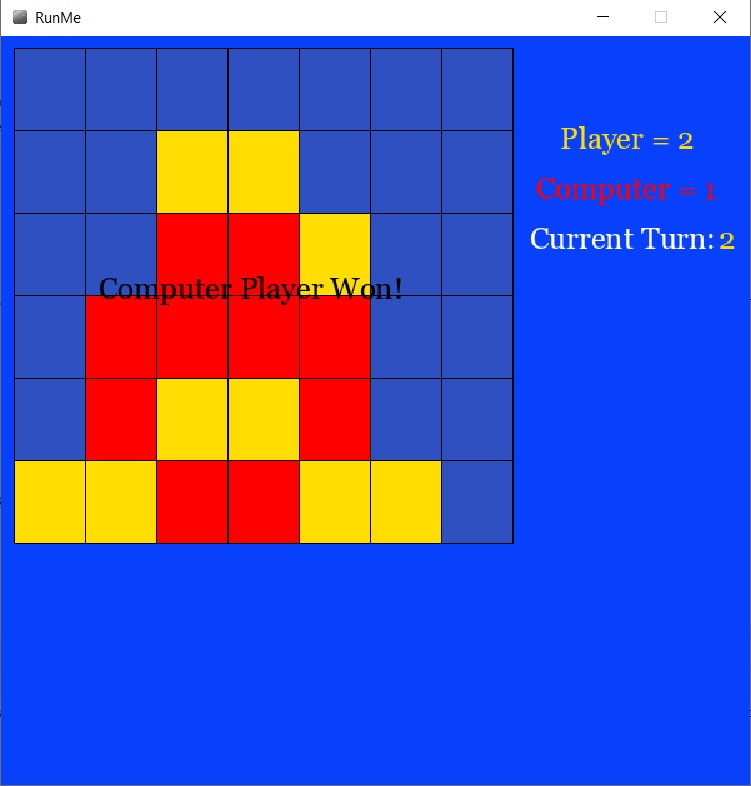 RunMe
Player = 2
Computer = 1
Current Turn: 2
Computer Player Won!